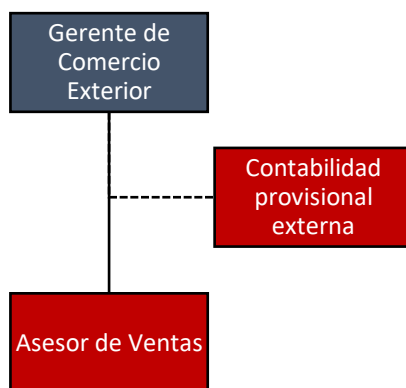 Gerente de
Comercio
Exterior
Contabilidad
provisional
externa
Asesor de Ventas